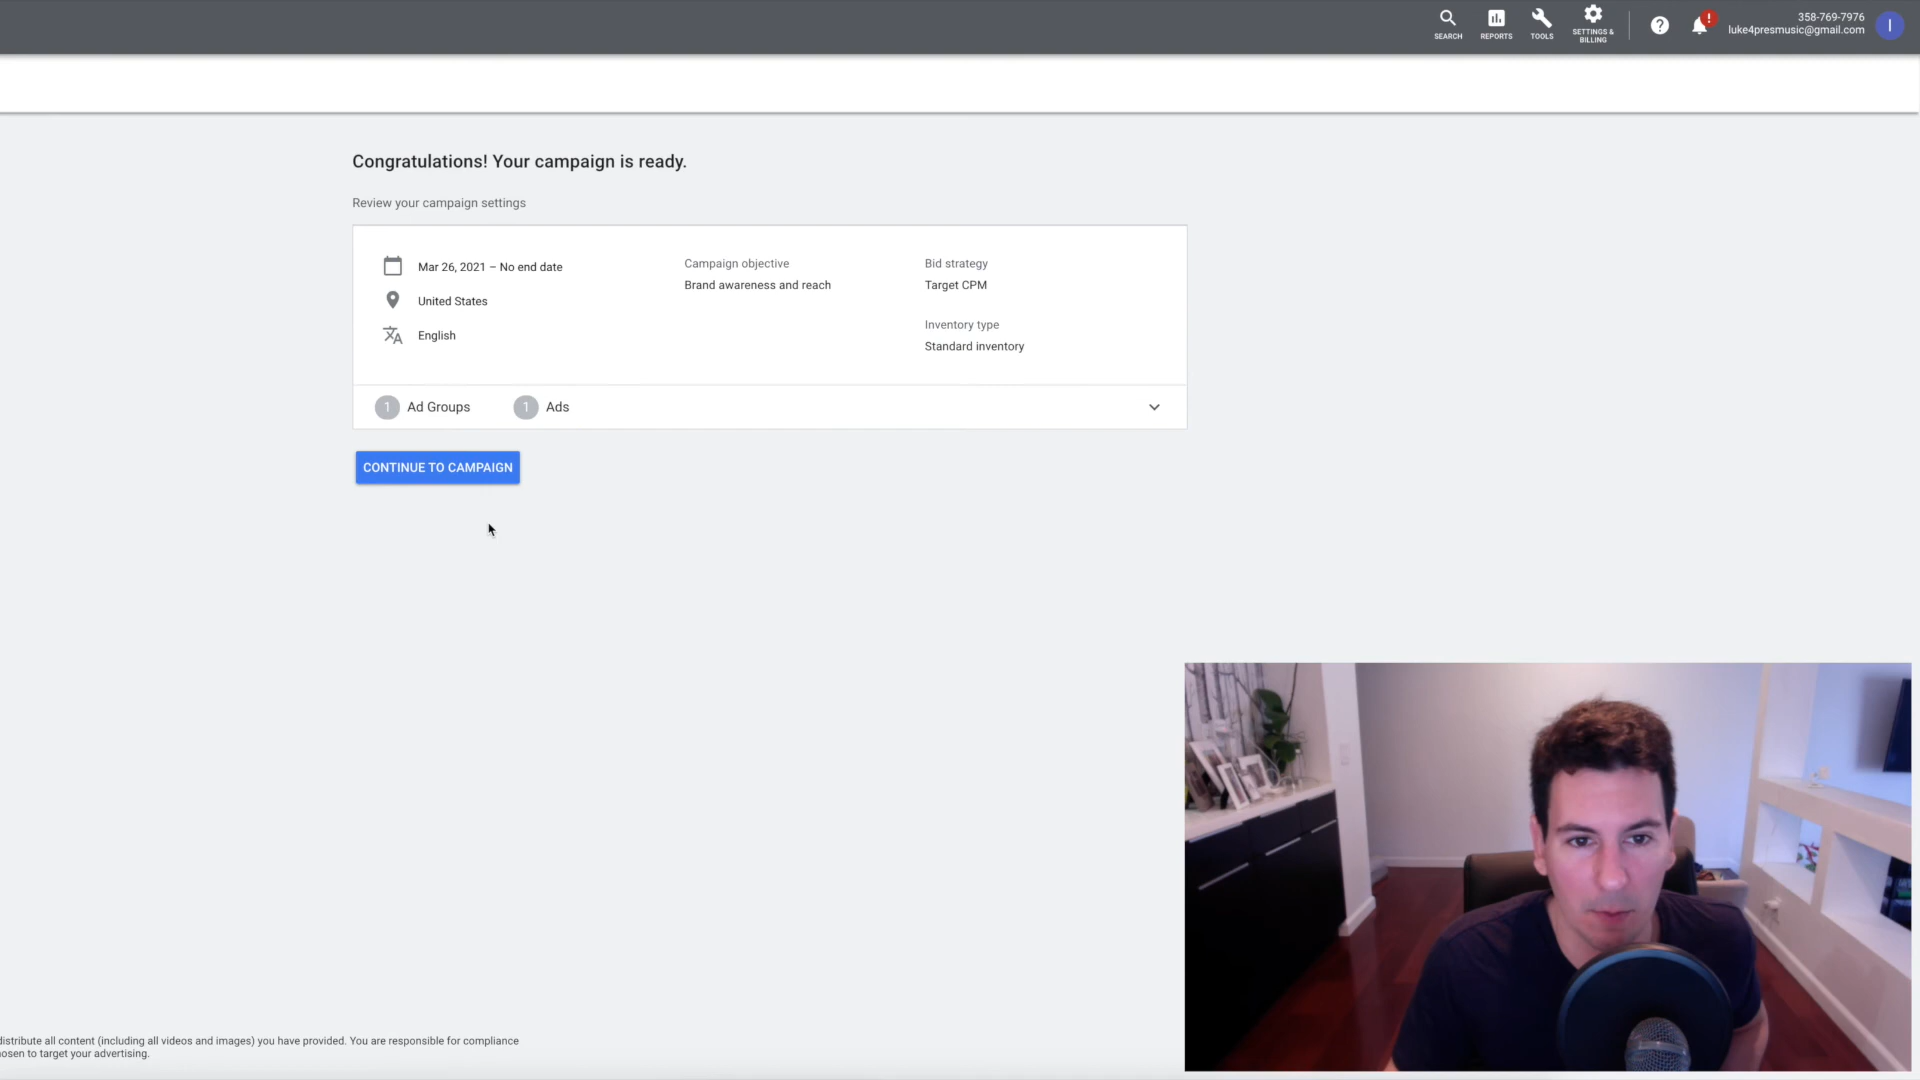 SEARCH
REPORTS
TOOLS
SETTINGS &
BILLING
358-769-7976
luke4presmusic@gmail.com
Congratulations! Your campaign is ready.
Review your campaign settings
Mar 26, 2021 – No end date
United States
English
Campaign objective
Brand awareness and reach
Bid strategy
Target CPM
Inventory type
Standard inventory
1 Ad Groups
1 Ads
CONTINUE TO CAMPAIGN
distribute all content (including all videos and images) you have provided. You are responsible for compliance
hosen to target your advertising.